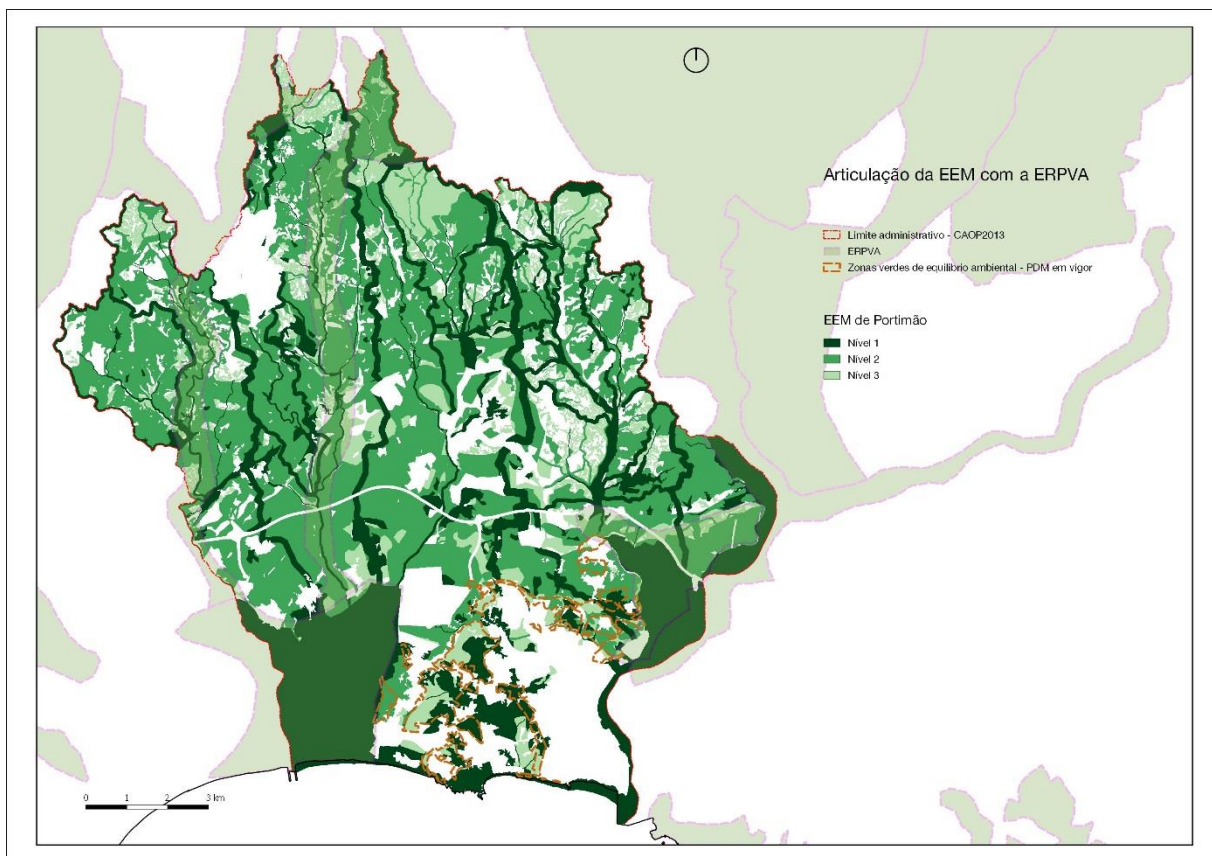 Articulação da EEM com a ERPVA
Limite administrativo - CAOP2013
ERPVA
Zonas verdes de equilíbrio ambiental - PDM em vigor
EEM de Portimão
Nível 1
Nível 2
Nível 3
0 1 2 3 km